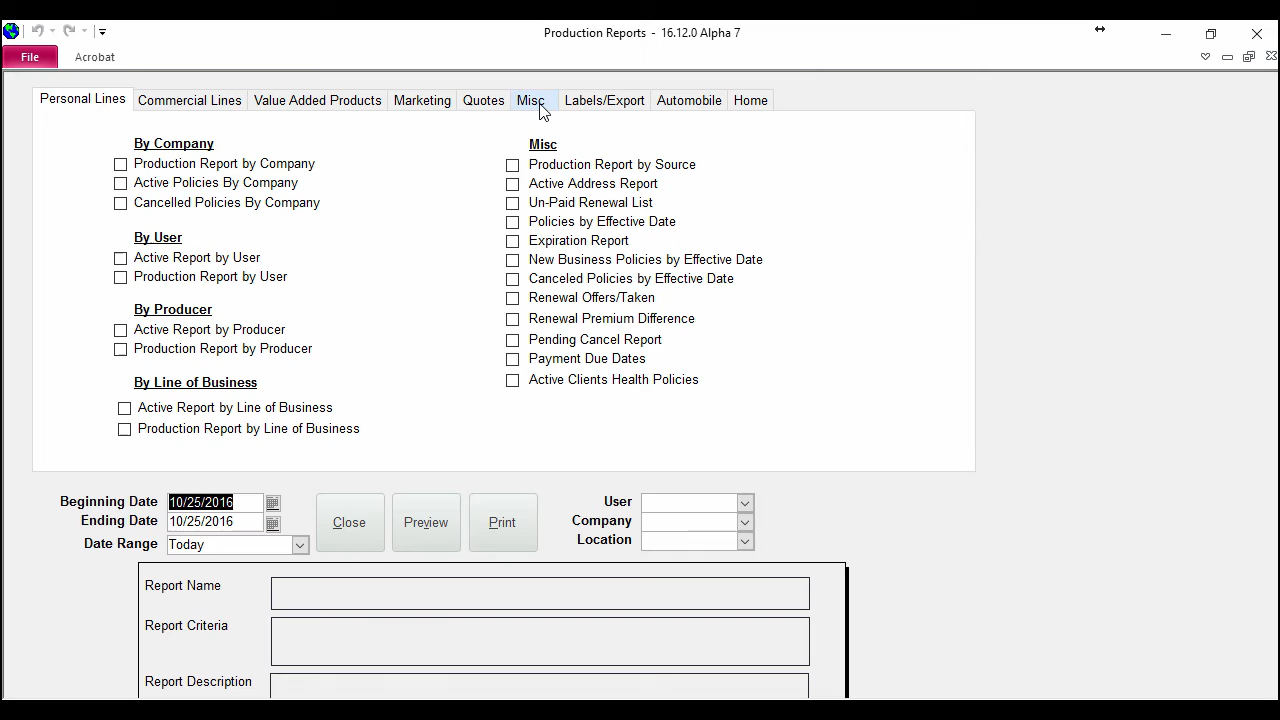 Production Reports - 16.12.0 Alpha 7
File
Acrobat
Personal Lines
Commercial Lines
Value Added Products
Marketing
Quotes
Misc
Labels/Export
Automobile
Home
By Company
Production Report by Company
Active Policies By Company
Cancelled Policies By Company
By User
Active Report by User
Production Report by User
By Producer
Active Report by Producer
Production Report by Producer
By Line of Business
Active Report by Line of Business
Production Report by Line of Business
Misc
Production Report by Source
Active Address Report
Un-Paid Renewal List
Policies by Effective Date
Expiration Report
New Business Policies by Effective Date
Canceled Policies by Effective Date
Renewal Offers/Taken
Renewal Premium Difference
Pending Cancel Report
Payment Due Dates
Active Clients Health Policies
Beginning Date 10/25/2016
Ending Date 10/25/2016
Date Range Today
Close
Preview
Print
User
Company
Location
Report Name
Report Criteria
Report Description